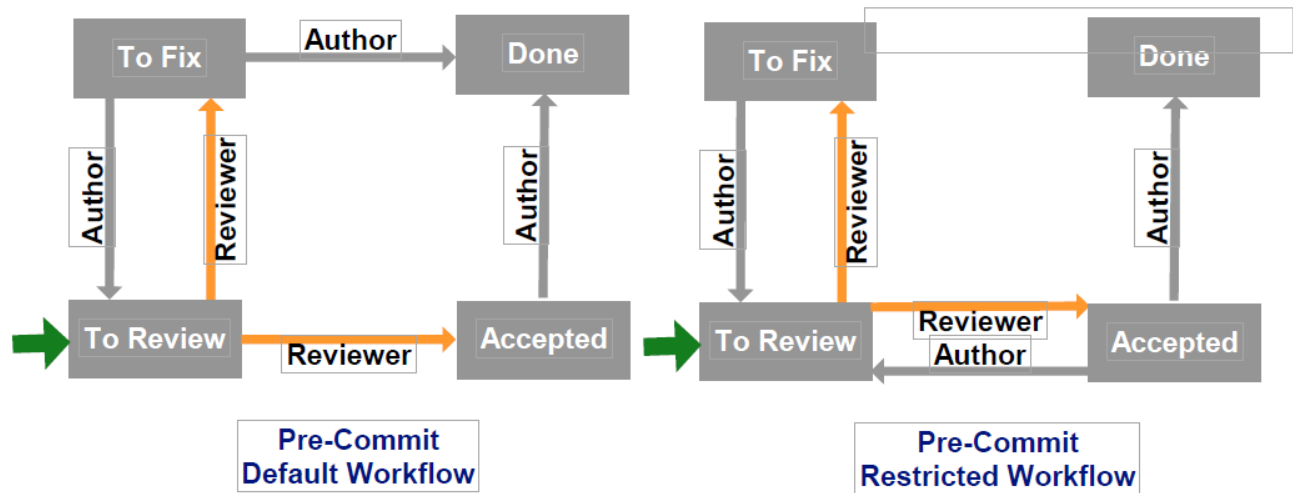 To Fix
Author
Done
Author
Reviewer
Author
To Review
Reviewer
Accepted
Pre-Commit
Default Workflow
To Fix
Done
Author
Reviewer
Author
To Review
Reviewer
Author
Accepted
Pre-Commit
Restricted Workflow